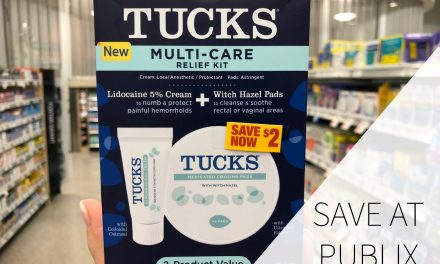 TUCKS
New
MULTI-CARE
RELIEF KIT
Cream: Local Anesthetic / Protectant Pads: Astringent
Lidocaine 5% Cream
to numb & protect
painful hemorrhoids
+
Witch Hazel Pads
to cleanse & soothe
rectal or vaginal areas
SAVE
NOW $2
TUCKS
TUCKS
MEDICATED COOLING PADS
WITH WITCH HAZEL
with
Colloidal
Oatmeal
2 Product Value
SAVE AT
PUBLIX